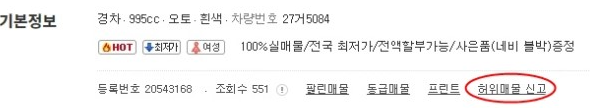 기본정보
경차 · 995cc · 오토 · 흰색 · 차량번호 27거5084
HOT 최저가 여성 100%실매물/전국 최저가/전액할부가능/사은품(네비 블박)증정
등록번호 20543168 · 조회수 551 팔린매물 동급매물 프린트 허위매물 신고